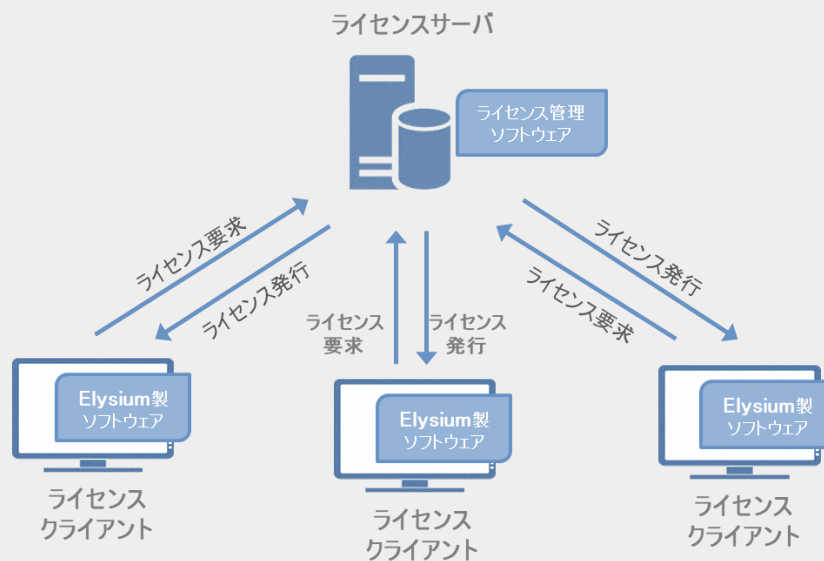 ライセンスサーバ
ライセンス管理
ソフトウェア
ライセンス要求
ライセンス発行
ライセンス
要求
ライセンス
発行
ライセンス発行
ライセンス要求
Elysium製
ソフトウェア
ライセンス
クライアント
Elysium製
ソフトウェア
ライセンス
クライアント
Elysium製
ソフトウェア
ライセンス
クライアント